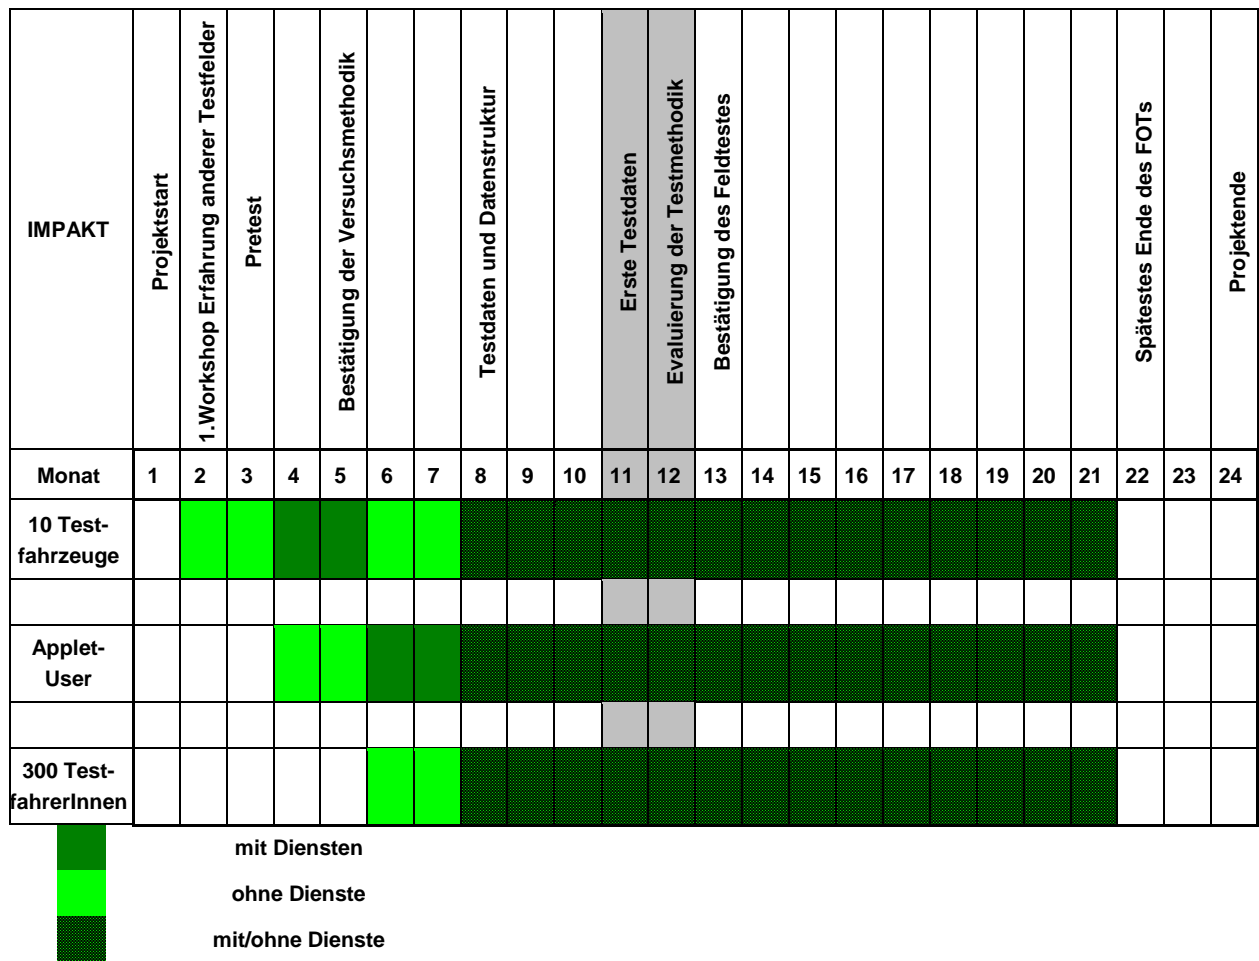 IMPAKT
Projektstart
1.Workshop Erfahrung anderer Testfelder
Pretest
Bestätigung der Versuchsmethodik
Testdaten und Datenstruktur
Erste Testdaten
Evaluierung der Testmethodik
Bestätigung des Feldtestes
Spätestes Ende des FOTs
Projektende
Monat 1 2 3 4 5 6 7 8 9 10 11 12 13 14 15 16 17 18 19 20 21 22 23 24
10 Test-
fahrzeuge
Applet-
User
300 Test-
fahrerInnen
mit Diensten
ohne Dienste
mit/ohne Dienste